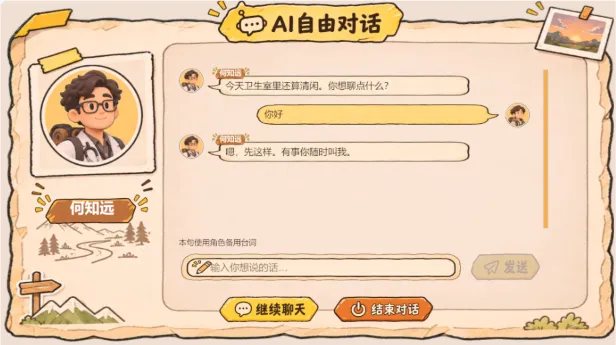 AI自由对话
何知远
今天卫生室里还算清闲。你想聊点什么？
你好
何知远
嗯，先这样。有事你随时叫我。
何知远
本句使用角色备用台词
输入你想说的话...
发送
继续聊天
结束对话